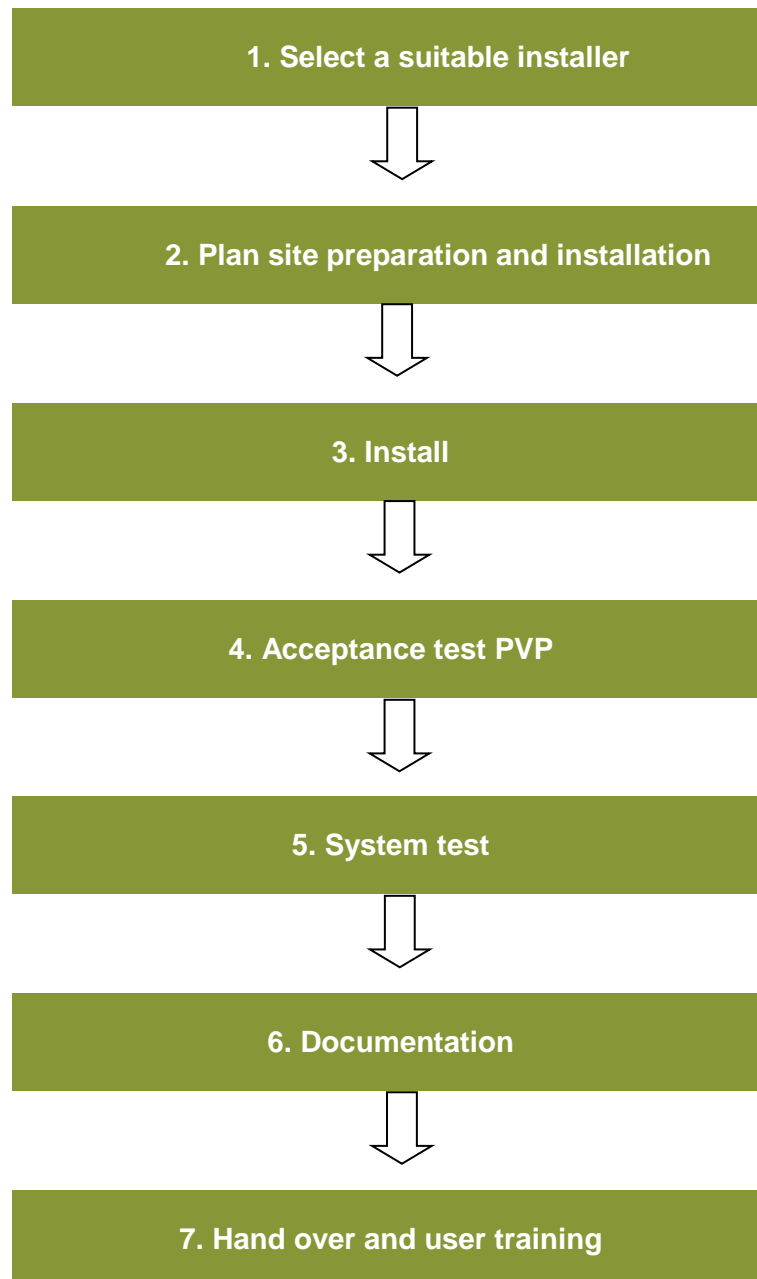 1. Select a suitable installer
2. Plan site preparation and installation
3. Install
4. Acceptance test PVP
5. System test
6. Documentation
7. Hand over and user training